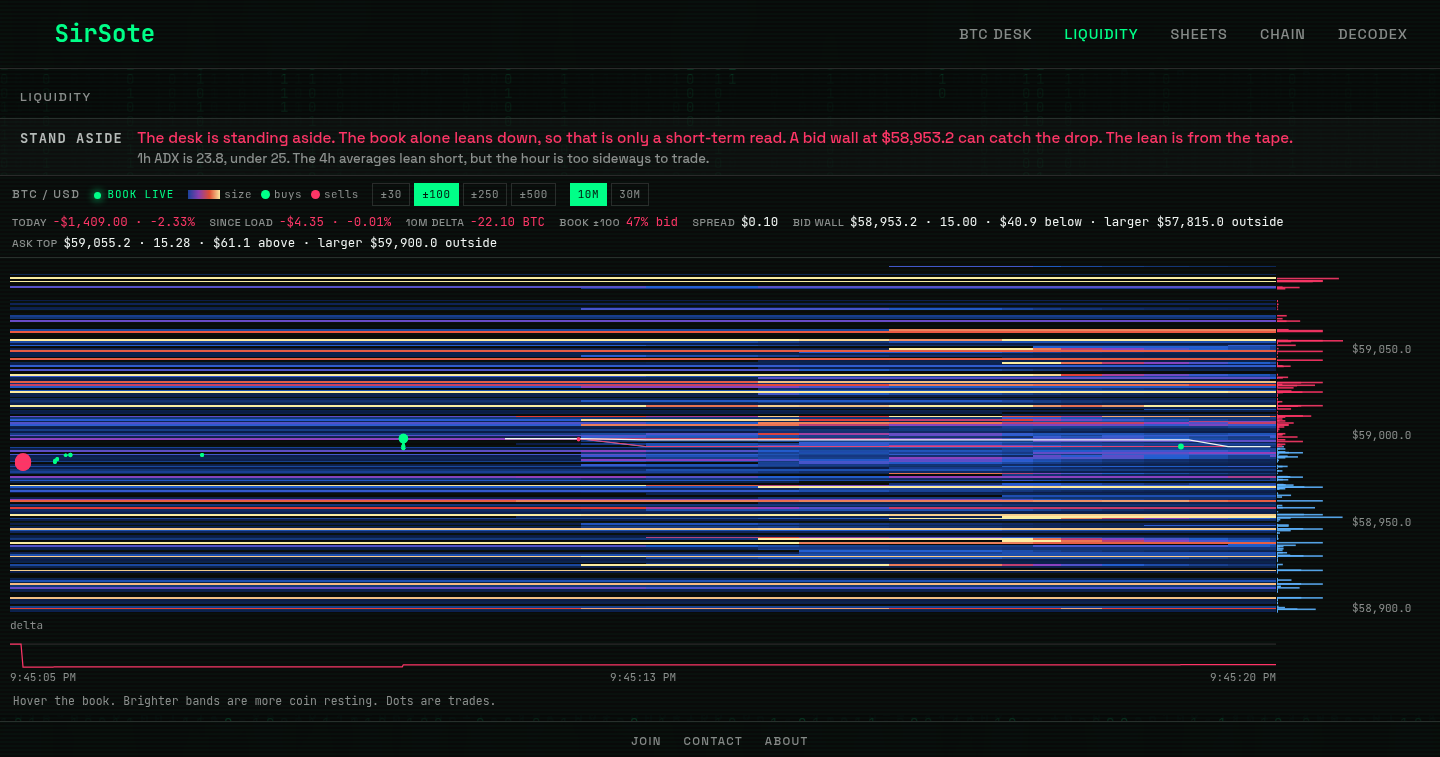 SirSote
BTC DESK LIQUIDITY SHEETS CHAIN DECODEX
LIQUIDITY
STAND ASIDE The desk is standing aside. The book alone leans down, so that is only a short-term read. A bid wall at $58,953.2 can catch the drop. The lean is from the tape.
1h ADX is 23.8, under 25. The 4h averages lean short, but the hour is too sideways to trade.
BTC / USD BOOK LIVE size buys sells ±30 ±100 ±250 ±500 10M 30M
TODAY -$1,409.00 · -2.33% SINCE LOAD -$4.35 · -0.01% 10M DELTA -22.10 BTC BOOK ±100 47% bid SPREAD $0.10 BID WALL $58,953.2 · 15.00 · $40.9 below · larger $57,815.0 outside
ASK TOP $59,055.2 · 15.28 · $61.1 above · larger $59,900.0 outside
$59,050.0
$59,000.0
$58,950.0
$58,900.0
delta
9:45:05 PM 9:45:13 PM 9:45:20 PM
Hover the book. Brighter bands are more coin resting. Dots are trades.
JOIN CONTACT ABOUT